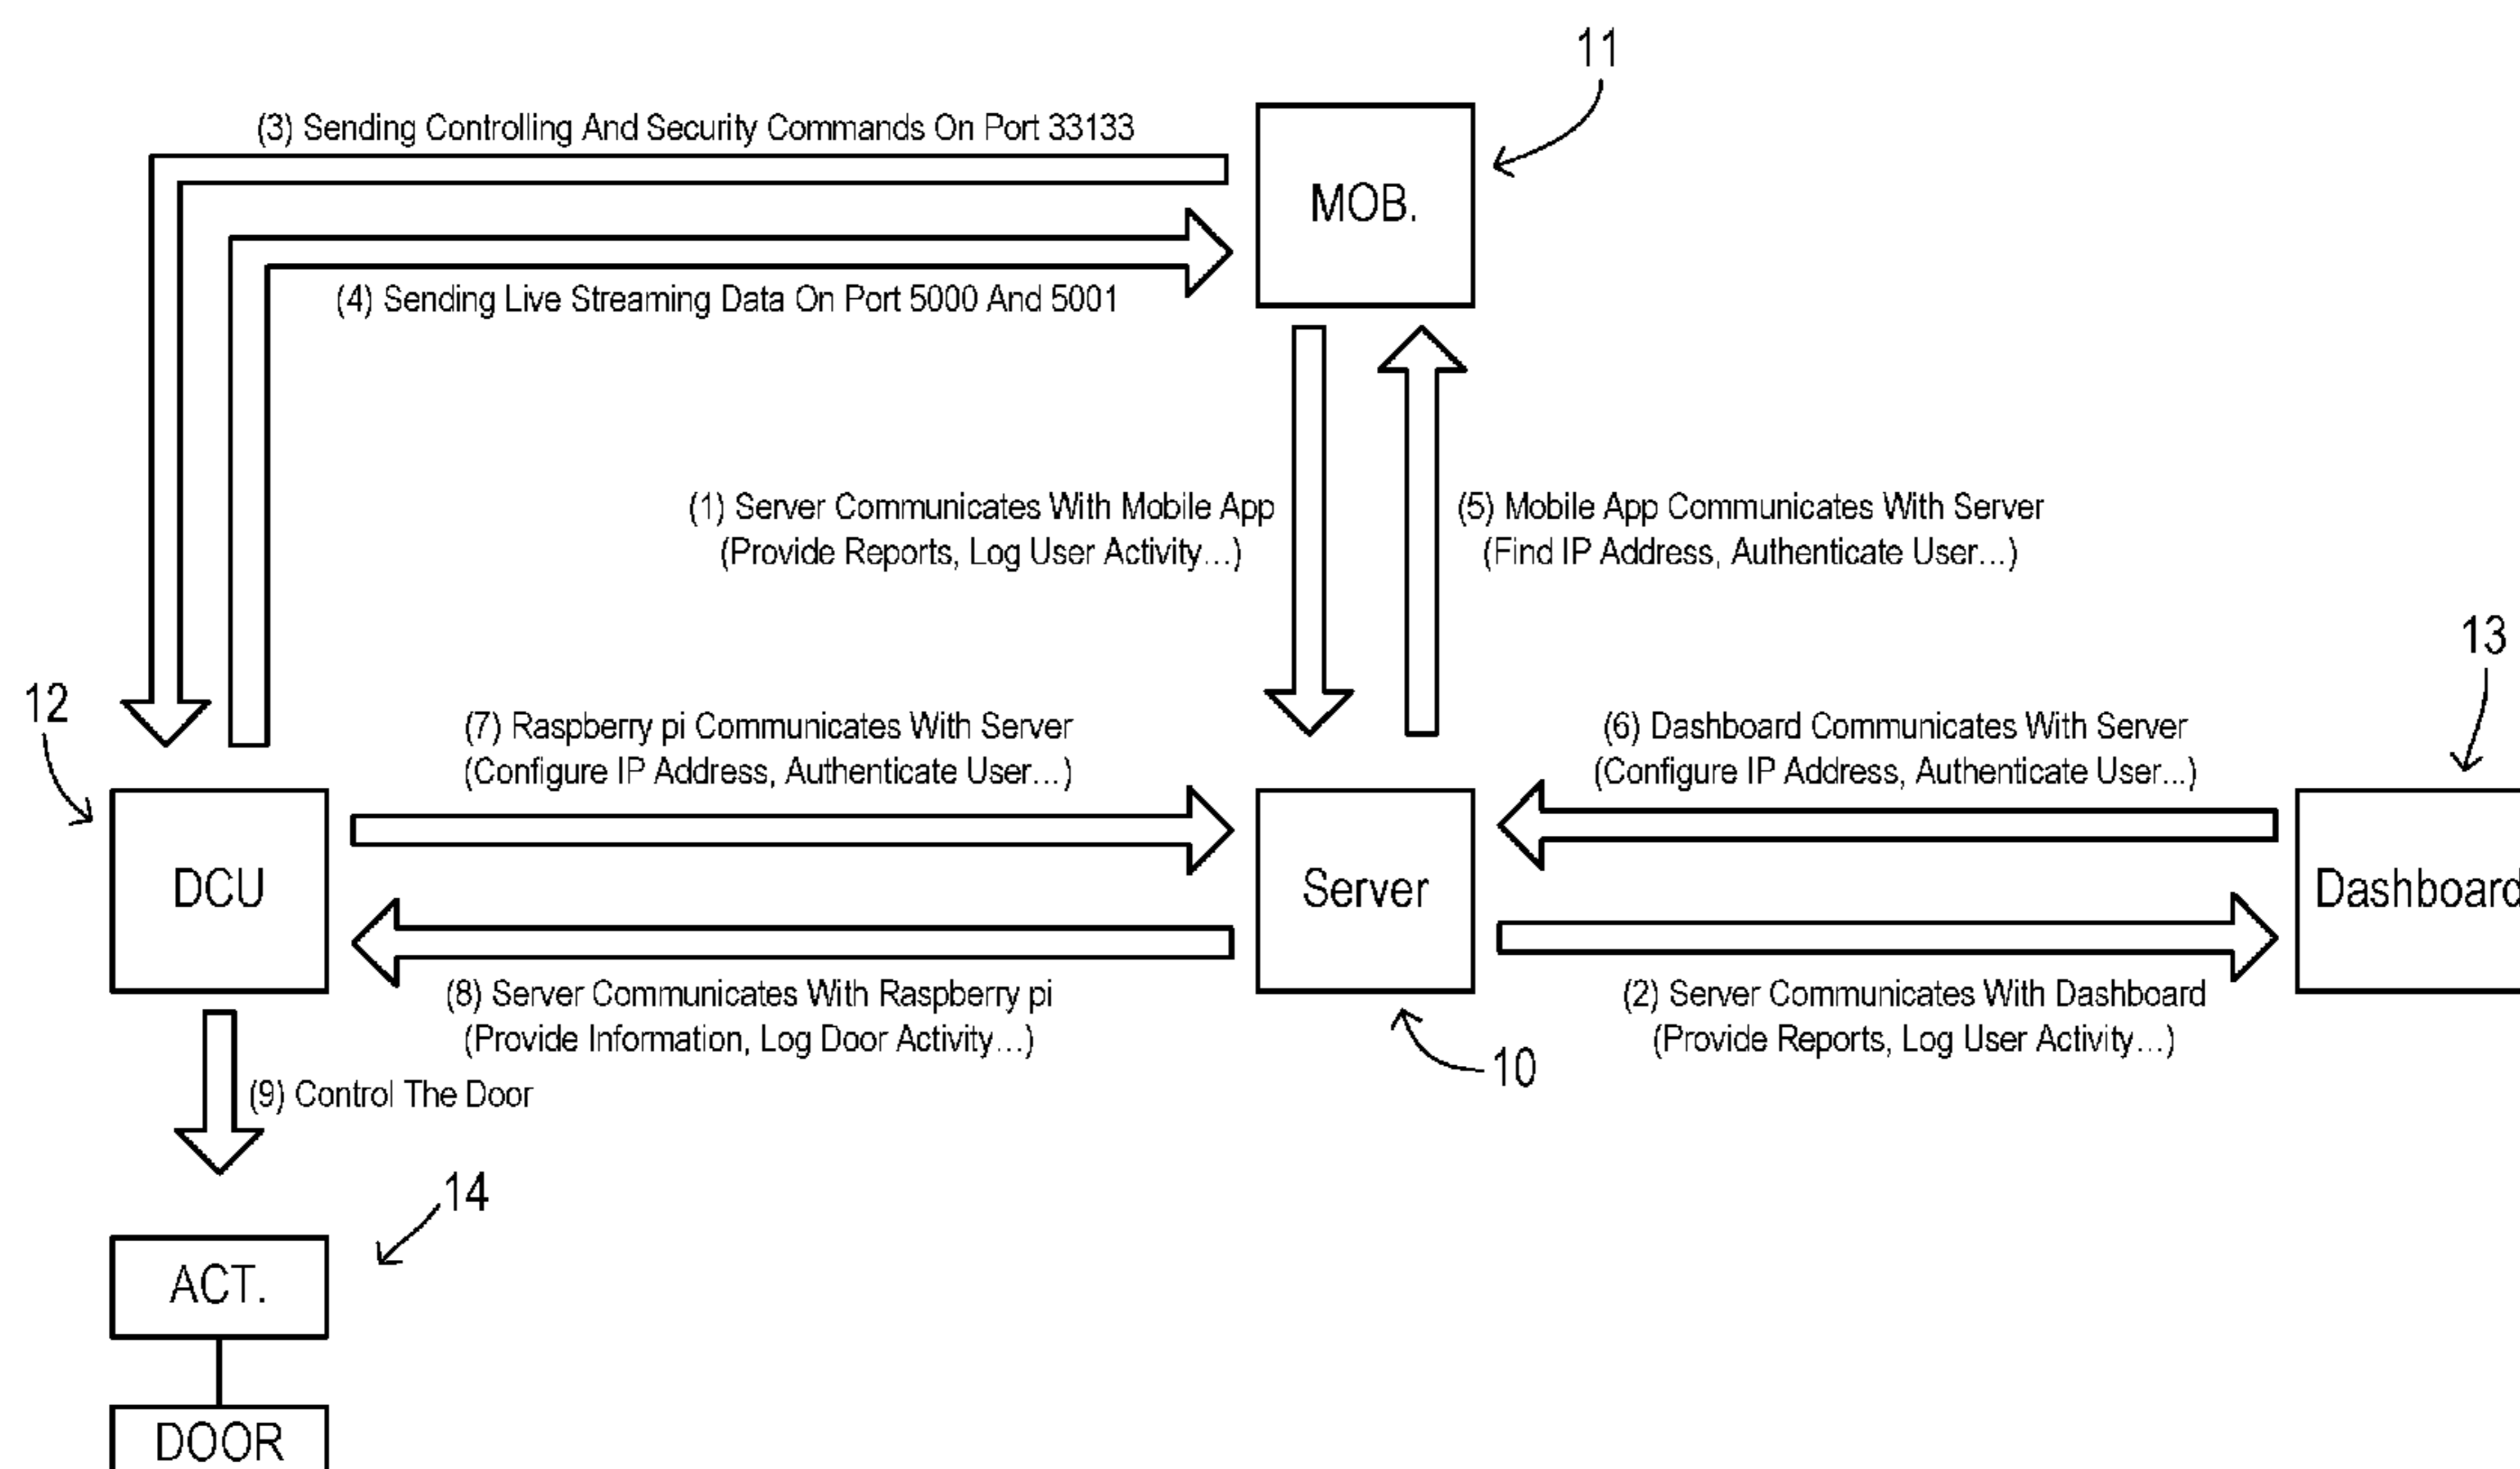 11
(3) Sending Controlling And Security Commands On Port 33133
MOB.
(4) Sending Live Streaming Data On Port 5000 And 5001
(1) Server Communicates With Mobile App
(Provide Reports, Log User Activity...)
(5) Mobile App Communicates With Server
(Find IP Address, Authenticate User...)
13
12
(7) Raspberry pi Communicates With Server
(Configure IP Address, Authenticate User...)
(6) Dashboard Communicates With Server
(Configure IP Address, Authenticate User...)
DCU
Server
Dashboard
(8) Server Communicates With Raspberry pi
(Provide Information, Log Door Activity...)
(2) Server Communicates With Dashboard
(Provide Reports, Log User Activity...)
10
(9) Control The Door
14
ACT.
DOOR